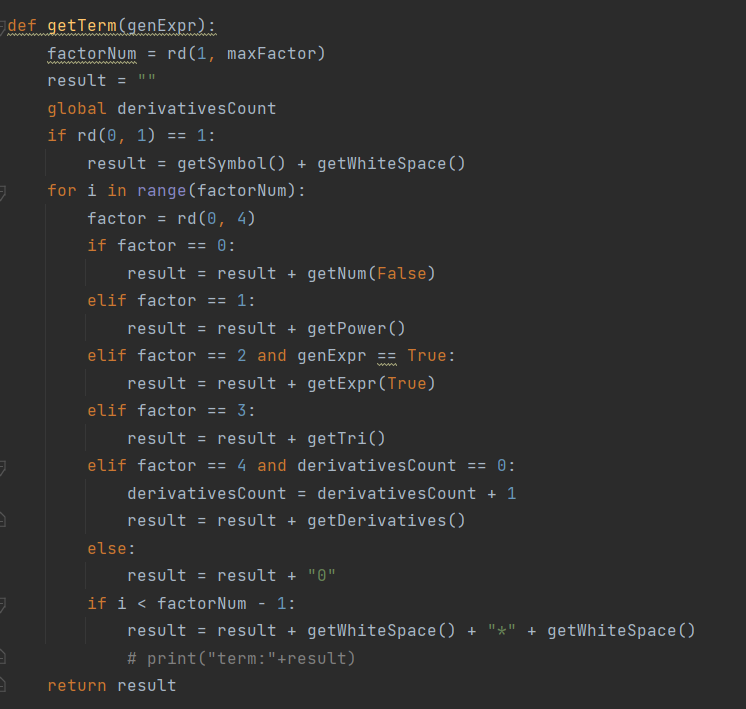 def getTerm(genExpr):
    factorNum = rd(1, maxFactor)
    result = ""
    global derivativesCount
    if rd(0, 1) == 1:
        result = getSymbol() + getWhiteSpace()
    for i in range(factorNum):
        factor = rd(0, 4)
        if factor == 0:
            result = result + getNum(False)
        elif factor == 1:
            result = result + getPower()
        elif factor == 2 and genExpr == True:
            result = result + getExpr(True)
        elif factor == 3:
            result = result + getTri()
        elif factor == 4 and derivativesCount == 0:
            derivativesCount = derivativesCount + 1
            result = result + getDerivatives()
        else:
            result = result + "0"
        if i < factorNum - 1:
            result = result + getWhiteSpace() + "*" + getWhiteSpace()
            # print("term:"+result)
    return result